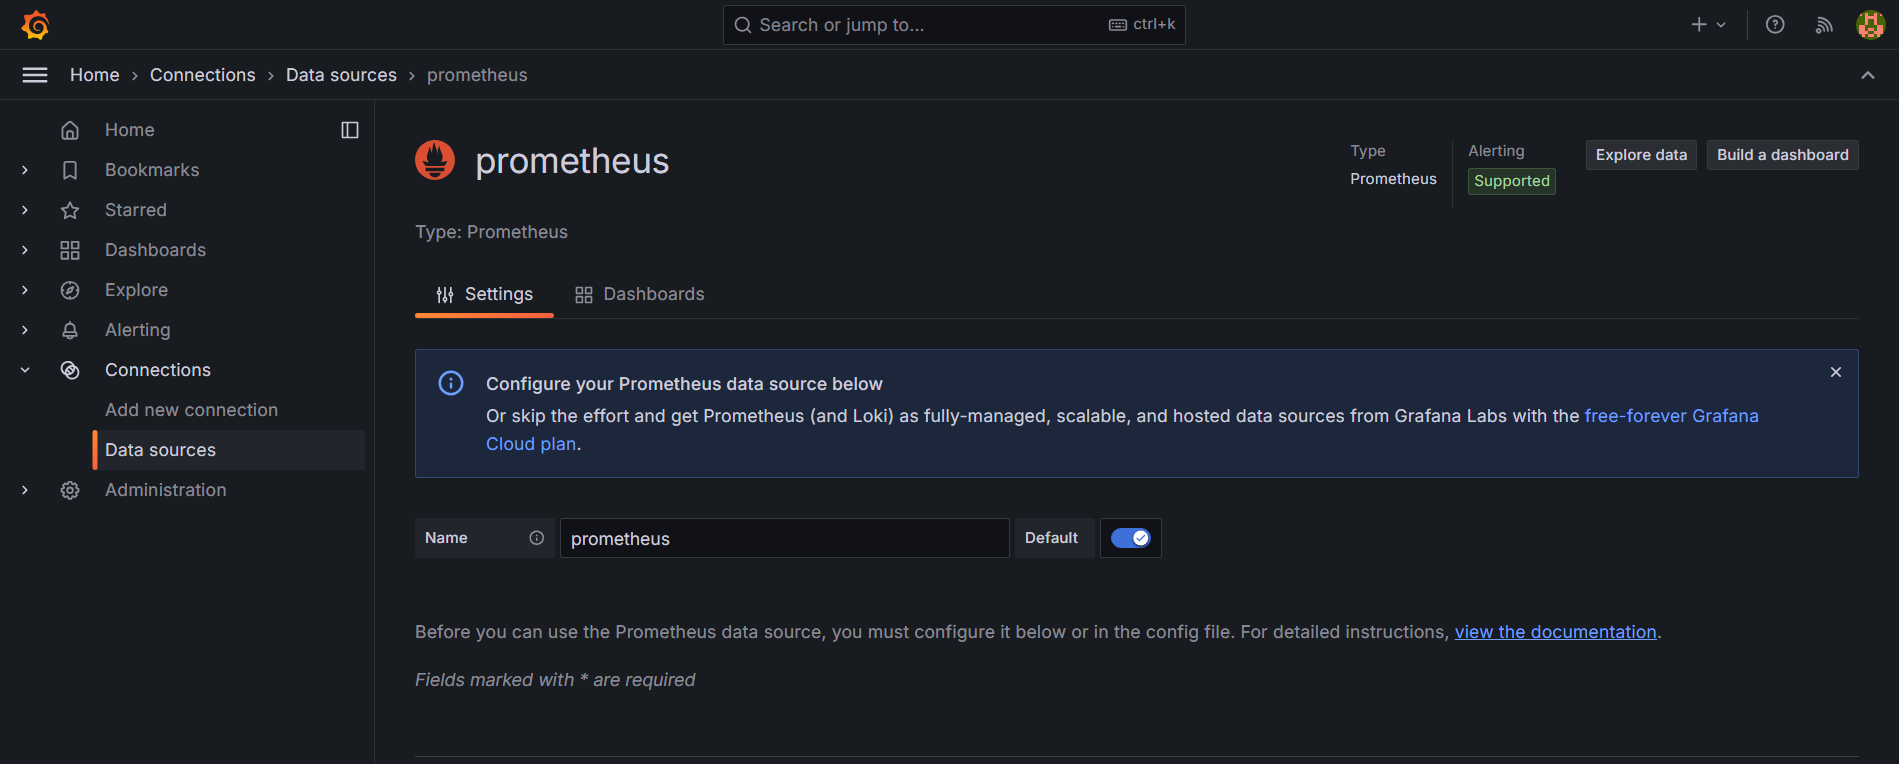 Search or jump to...
ctrl+k
Home › Connections › Data sources › prometheus
Home
Bookmarks
Starred
Dashboards
Explore
Alerting
Connections
Add new connection
Data sources
Administration
prometheus
Type
Prometheus
Alerting
Supported
Explore data
Build a dashboard
Type: Prometheus
Settings
Dashboards
Configure your Prometheus data source below
Or skip the effort and get Prometheus (and Loki) as fully-managed, scalable, and hosted data sources from Grafana Labs with the free-forever Grafana
Cloud plan.
Name
prometheus
Default
Before you can use the Prometheus data source, you must configure it below or in the config file. For detailed instructions, view the documentation.
Fields marked with * are required